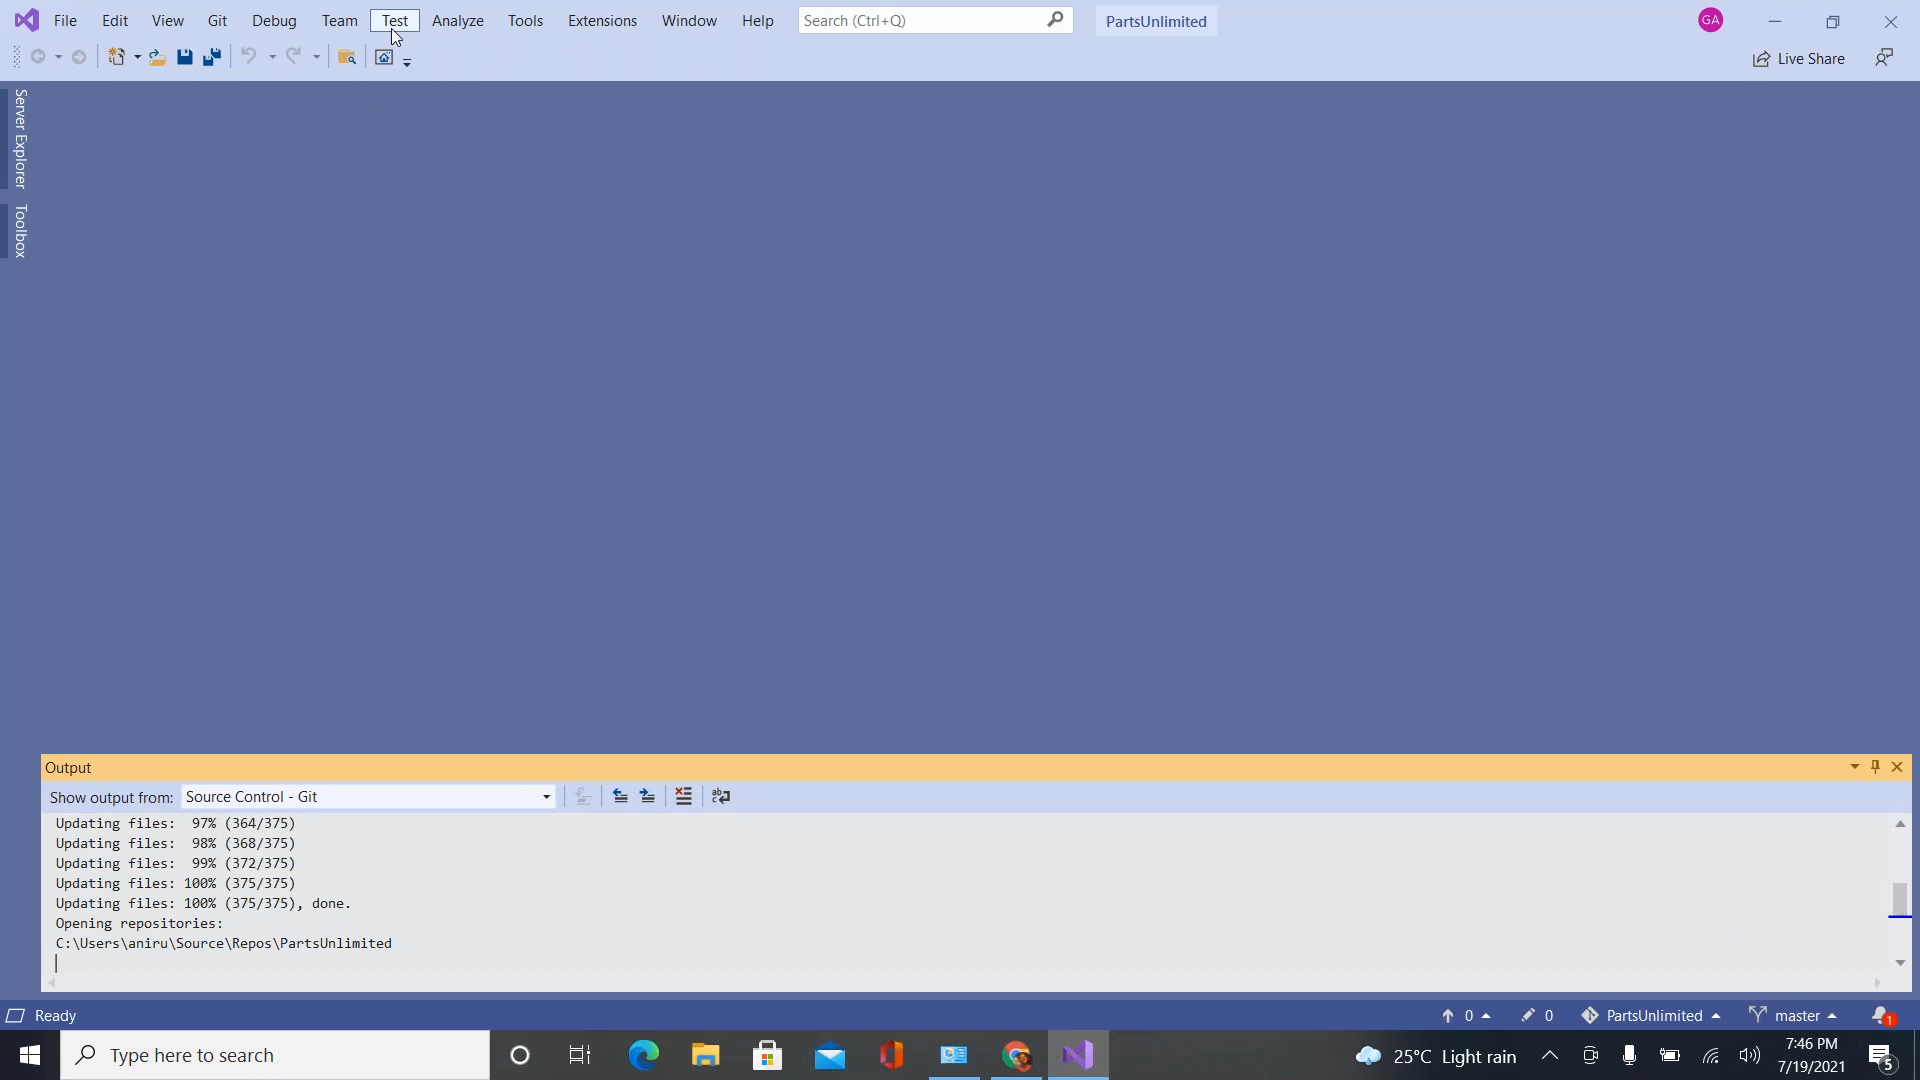 File Edit View Git Debug Team Test Analyze Tools Extensions Window Help Search (Ctrl+Q) PartsUnlimited GA
Live Share
Server Explorer
Toolbox
Output
Show output from: Source Control - Git
Updating files:  97% (364/375)
Updating files:  98% (368/375)
Updating files:  99% (372/375)
Updating files: 100% (375/375)
Updating files: 100% (375/375), done.
Opening repositories:
C:\Users\aniru\Source\Repos\PartsUnlimited
Ready 0 0 PartsUnlimited master 1
Type here to search 25°C Light rain 7:46 PM
7/19/2021 5